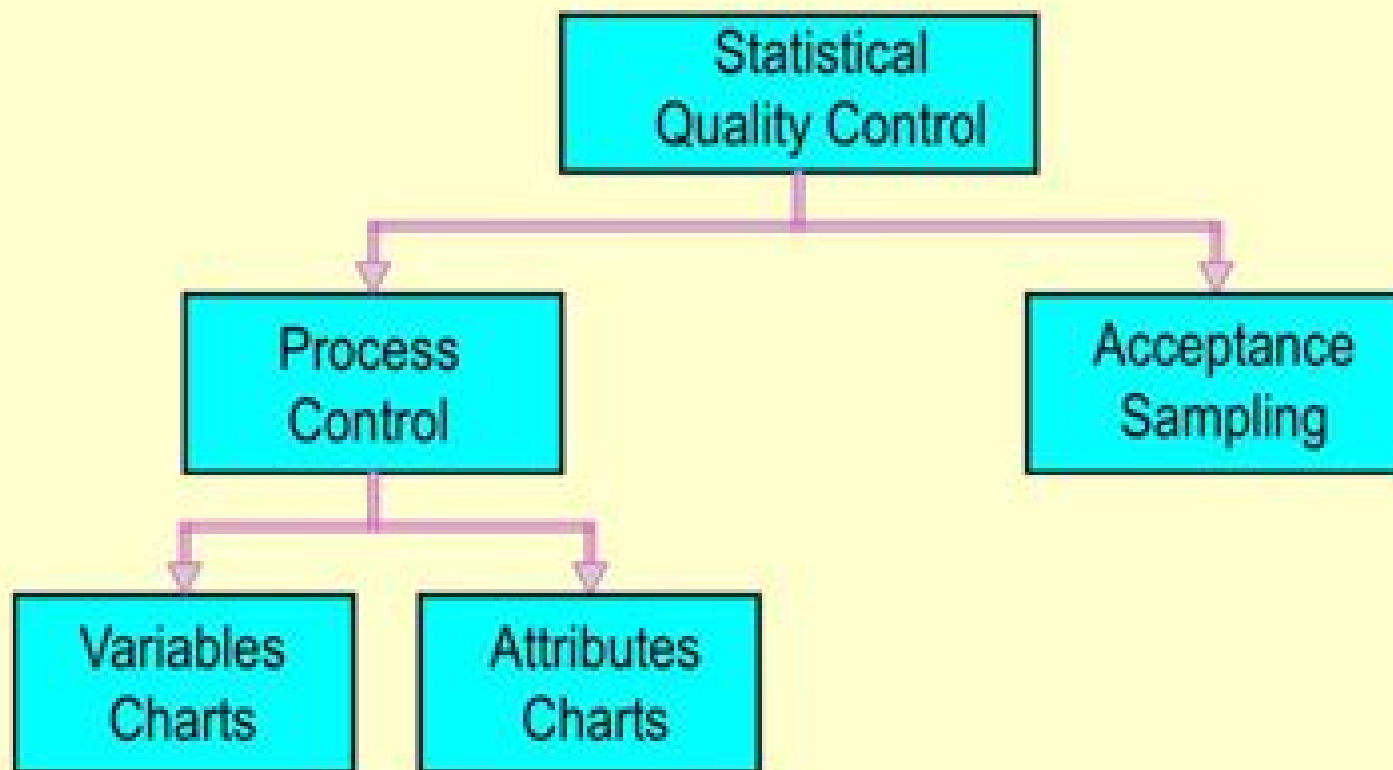 Statistical
Quality Control
Process
Control
Acceptance
Sampling
Variables
Charts
Attributes
Charts